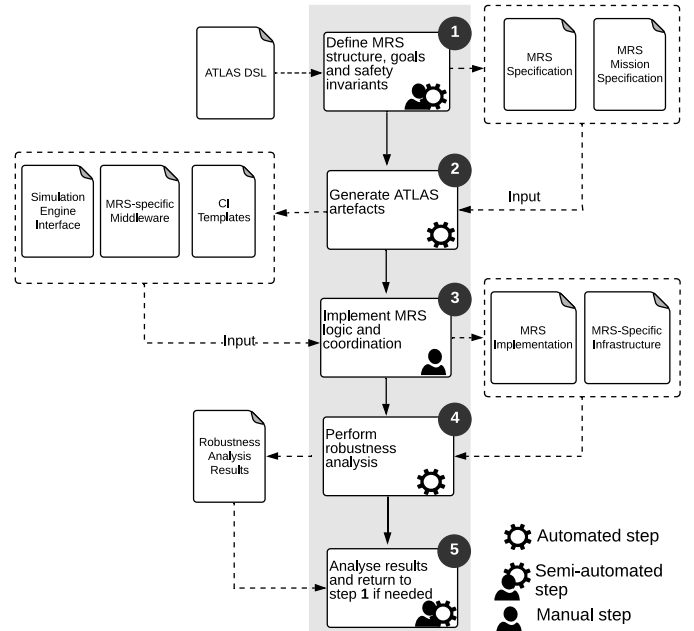 1
Define MRS
structure, goals
and safety
invariants
ATLAS DSL
MRS
Specification
MRS
Mission
Specification
2
Generate ATLAS
artefacts
Input
Simulation
Engine
Interface
MRS-specific
Middleware
CI
Templates
3
Implement MRS
logic and
coordination
Input
MRS
Implementation
MRS-Specific
Infrastructure
4
Perform
robustness
analysis
Robustness
Analysis
Results
5
Analyse results
and return to
step 1 if needed
Automated step
Semi-automated
step
Manual step